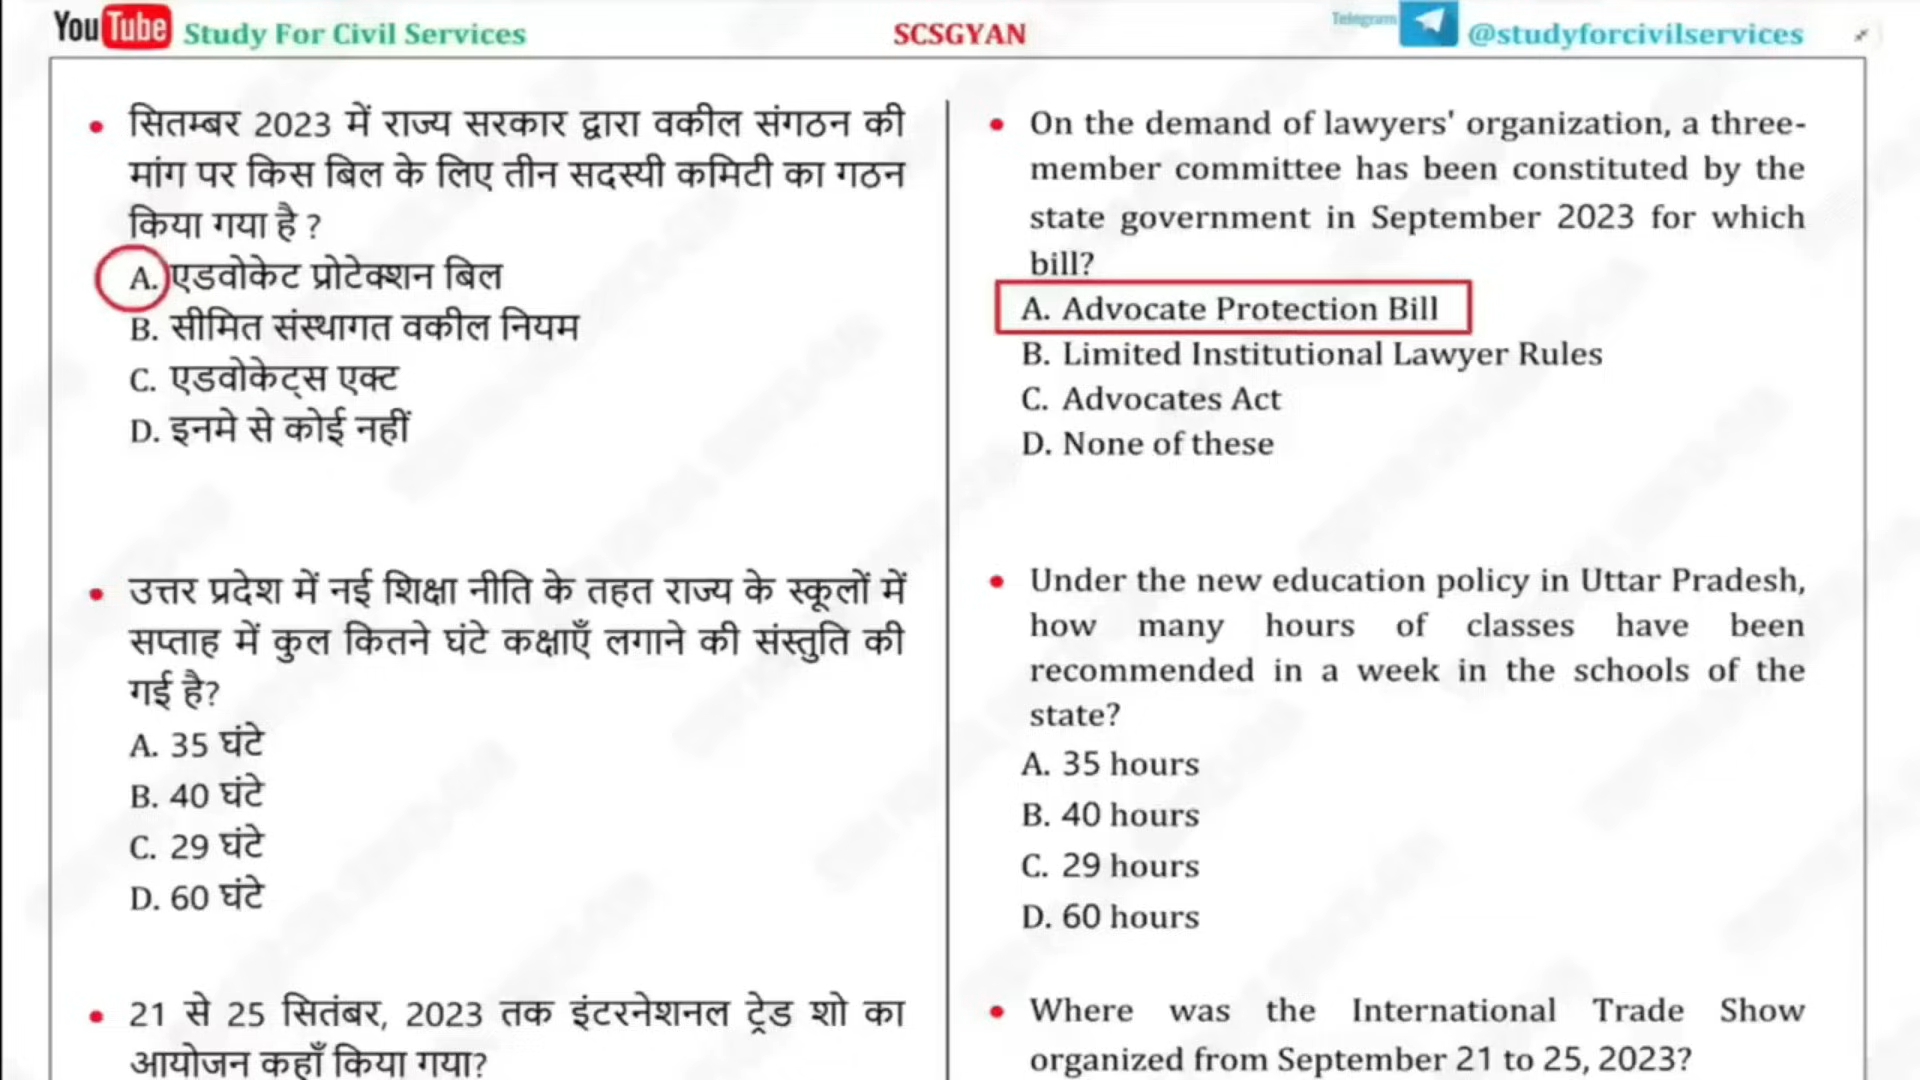 YouTube Study For Civil Services
SCSGYAN
Telegram @studyforcivilservices
• सितम्बर 2023 में राज्य सरकार द्वारा वकील संगठन की
मांग पर किस बिल के लिए तीन सदस्यी कमिटी का गठन
किया गया है ?
A. एडवोकेट प्रोटेक्शन बिल
B. सीमित संस्थागत वकील नियम
C. एडवोकेट्स एक्ट
D. इनमे से कोई नहीं
• उत्तर प्रदेश में नई शिक्षा नीति के तहत राज्य के स्कूलों में
सप्ताह में कुल कितने घंटे कक्षाएँ लगाने की संस्तुति की
गई है?
A. 35 घंटे
B. 40 घंटे
C. 29 घंटे
D. 60 घंटे
• 21 से 25 सितंबर, 2023 तक इंटरनेशनल ट्रेड शो का
आयोजन कहाँ किया गया?
• On the demand of lawyers' organization, a three-
member committee has been constituted by the
state government in September 2023 for which
bill?
A. Advocate Protection Bill
B. Limited Institutional Lawyer Rules
C. Advocates Act
D. None of these
• Under the new education policy in Uttar Pradesh,
how many hours of classes have been
recommended in a week in the schools of the
state?
A. 35 hours
B. 40 hours
C. 29 hours
D. 60 hours
• Where was the International Trade Show
organized from September 21 to 25, 2023?